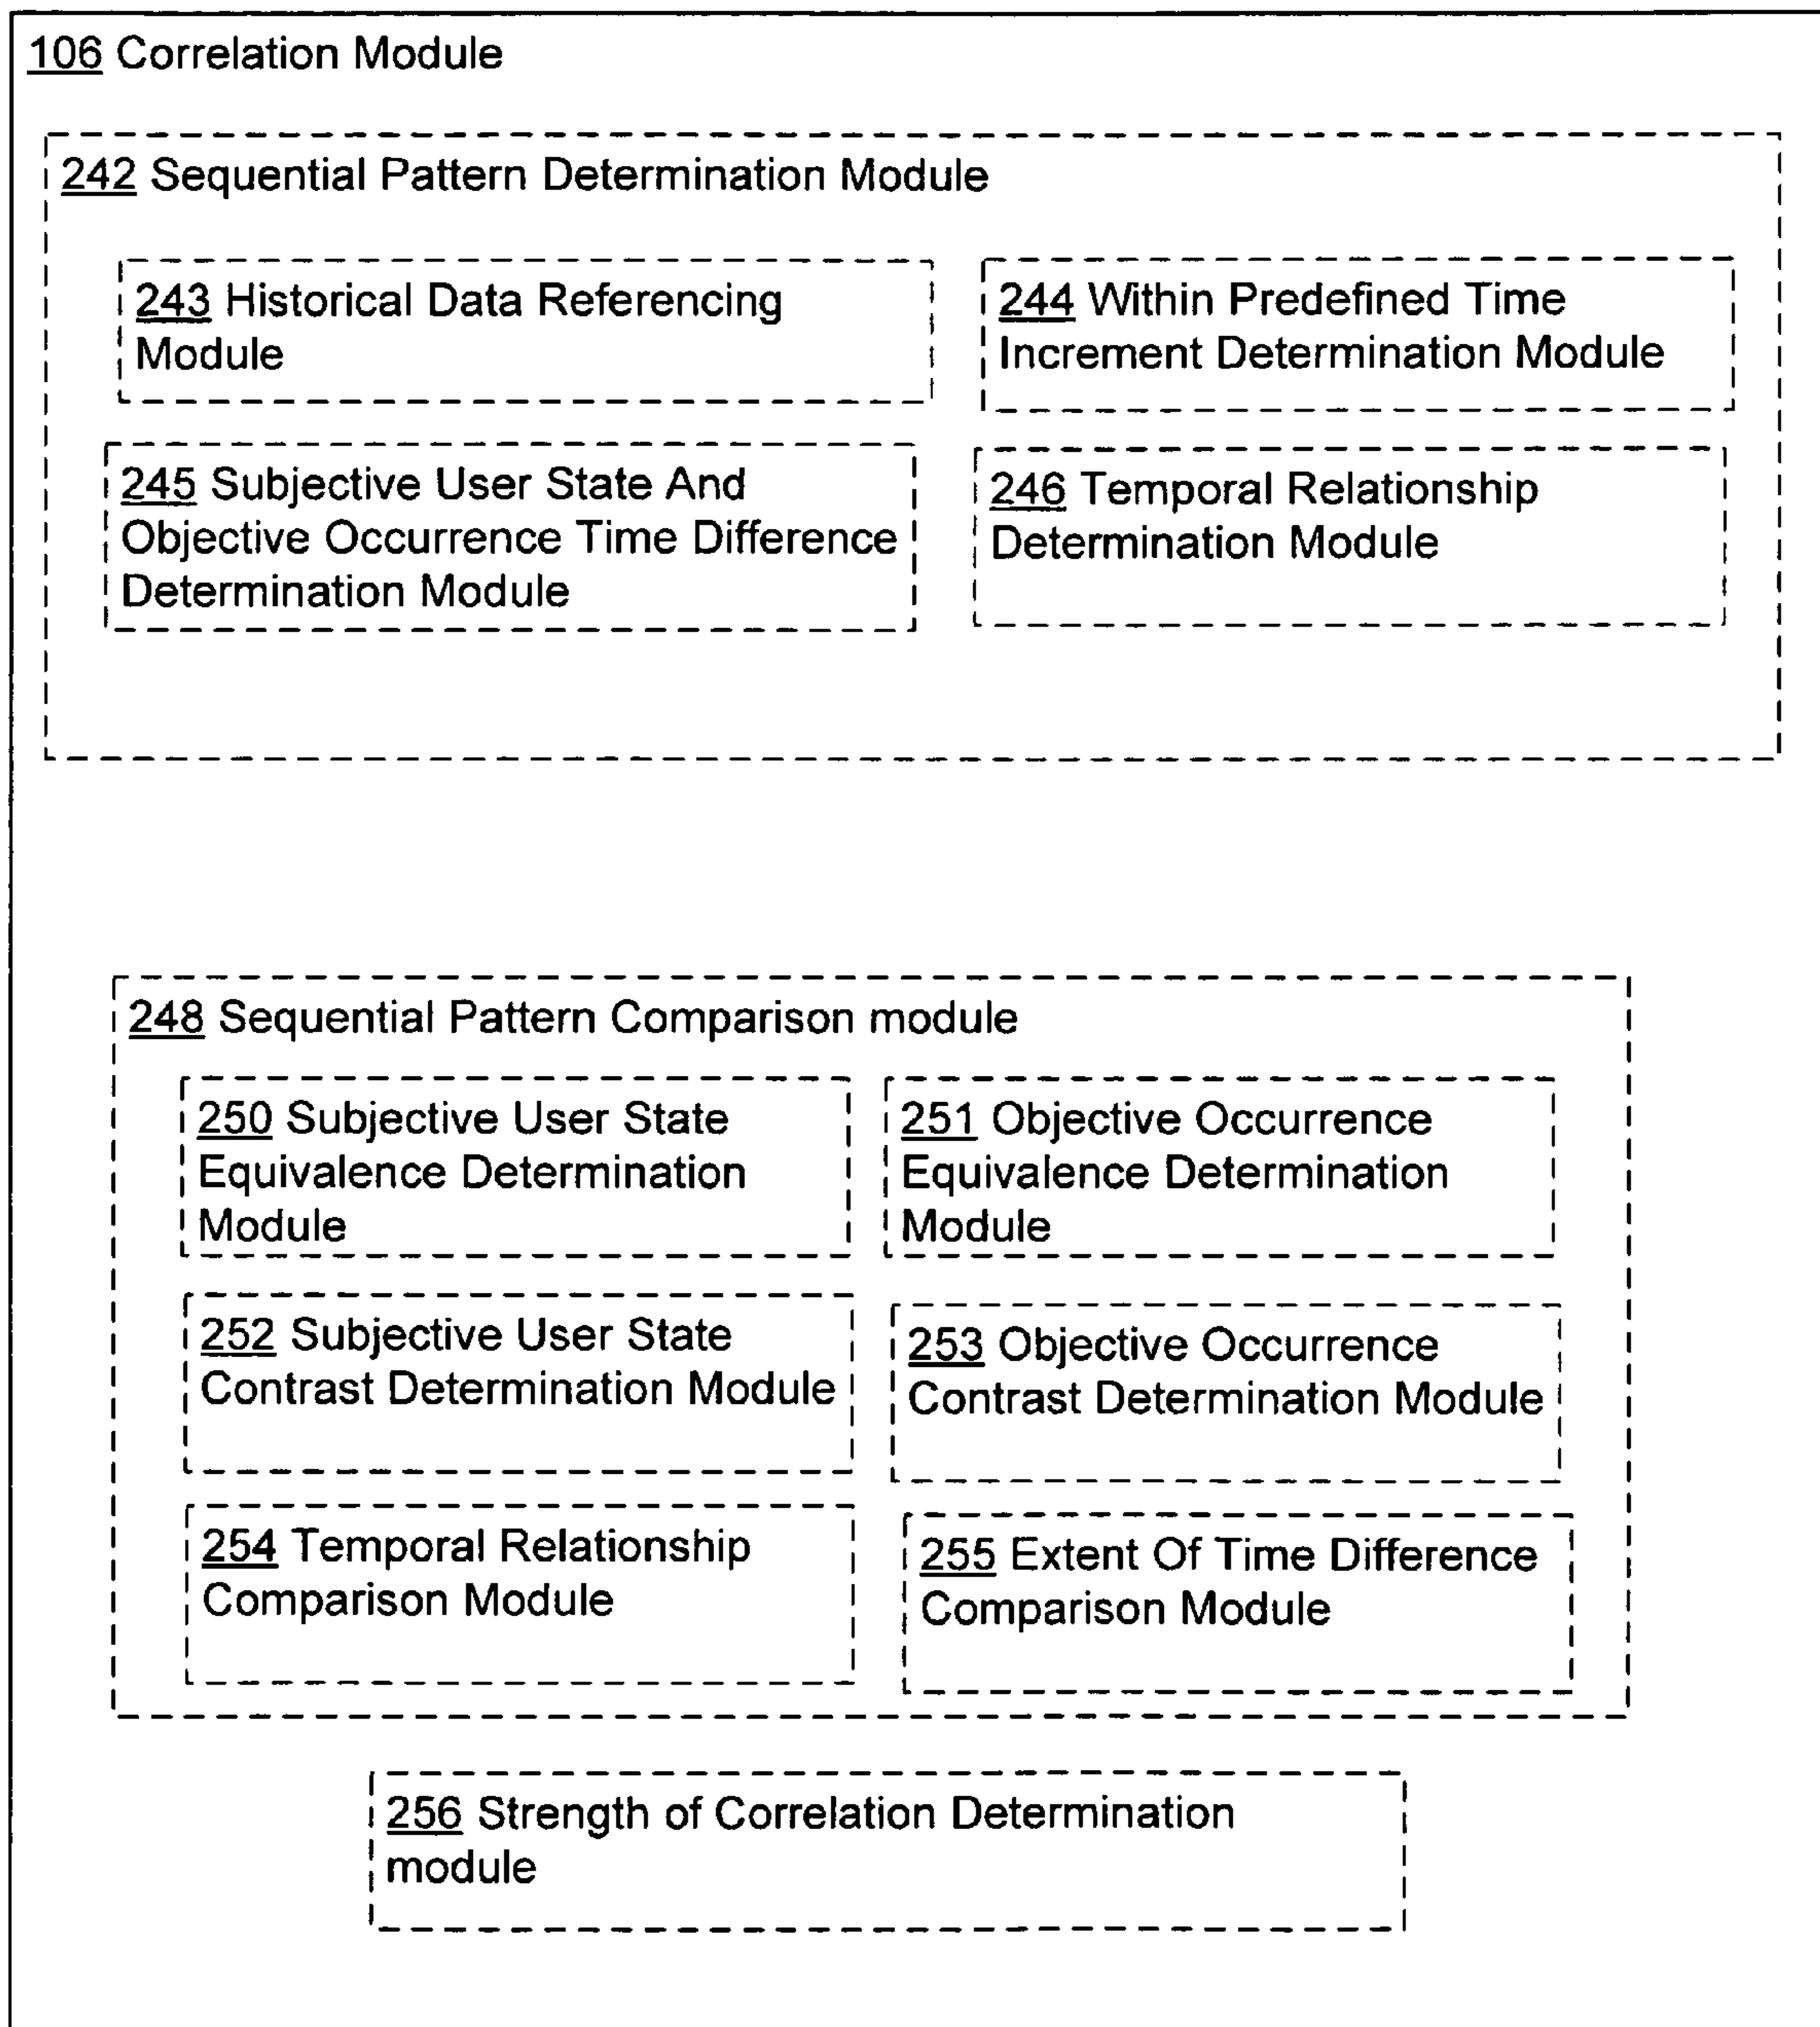 106 Correlation Module
242 Sequential Pattern Determination Module
243 Historical Data Referencing
Module
244 Within Predefined Time
Increment Determination Module
245 Subjective User State And
Objective Occurrence Time Difference
Determination Module
246 Temporal Relationship
Determination Module
248 Sequential Pattern Comparison module
250 Subjective User State
Equivalence Determination
Module
251 Objective Occurrence
Equivalence Determination
Module
252 Subjective User State
Contrast Determination Module
253 Objective Occurrence
Contrast Determination Module
254 Temporal Relationship
Comparison Module
255 Extent Of Time Difference
Comparison Module
256 Strength of Correlation Determination
module